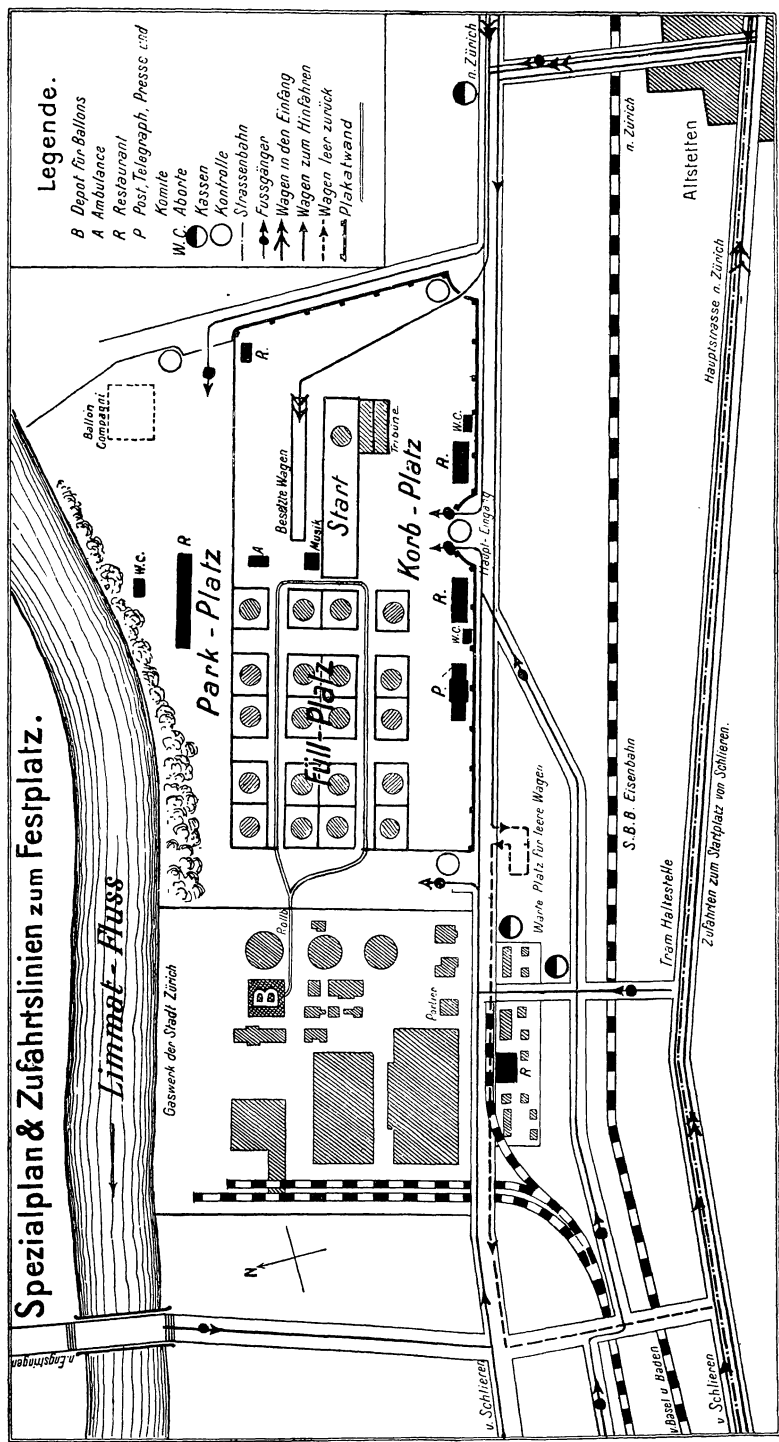 Spezialplan & Zufahrtslinien zum Festplatz.
Legende.
B Depot für Ballons
A Ambulance
R Restaurant
P Post, Telegraph, Presse und
Komite
W.C. Aborte
Kassen
Kontrolle
Strassenbahn
Fussgänger
Wagen in den Einfang
Wagen zum Hinfahren
Wagen leer zurück
Plakatwand
n. Engstringen
Limmat - Fluss
Gaswerk der Stadt Zürich
B
Rollb
Portier
R
N
W.C.
R
Ballon
Compagni
Park - Platz
R.
A
Musik
Besetzte Wagen
Start
Tribüne
Füll - Platz
Korb - Platz
P.
W.C.
R.
Haupt - Eingang
R.
W.C.
n. Zürich
Warte Platz für leere Wagen
S.B.B. Eisenbahn
n. Zürich
Altstetten
Tram Haltestelle
Zufahrten zum Startplatz von Schlieren.
Hauptstrasse n. Zürich
v. Schlieren
v. Basel u Baden
v Schlieren